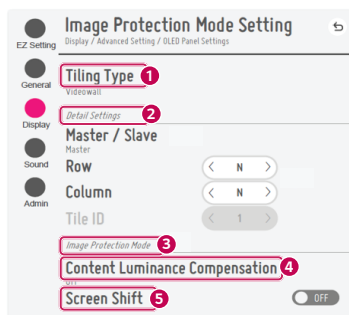 Image Protection Mode Setting
Display / Advanced Setting / OLED Panel Settings
EZ Setting
General
Display
Sound
Admin
Tiling Type 1
Videowall
Detail Settings 2
Master / Slave
Master
Row < N >
Column < N >
Tile ID < 1 >
Image Protection Mode 3
Content Luminance Compensation 4
Off
Screen Shift 5
OFF